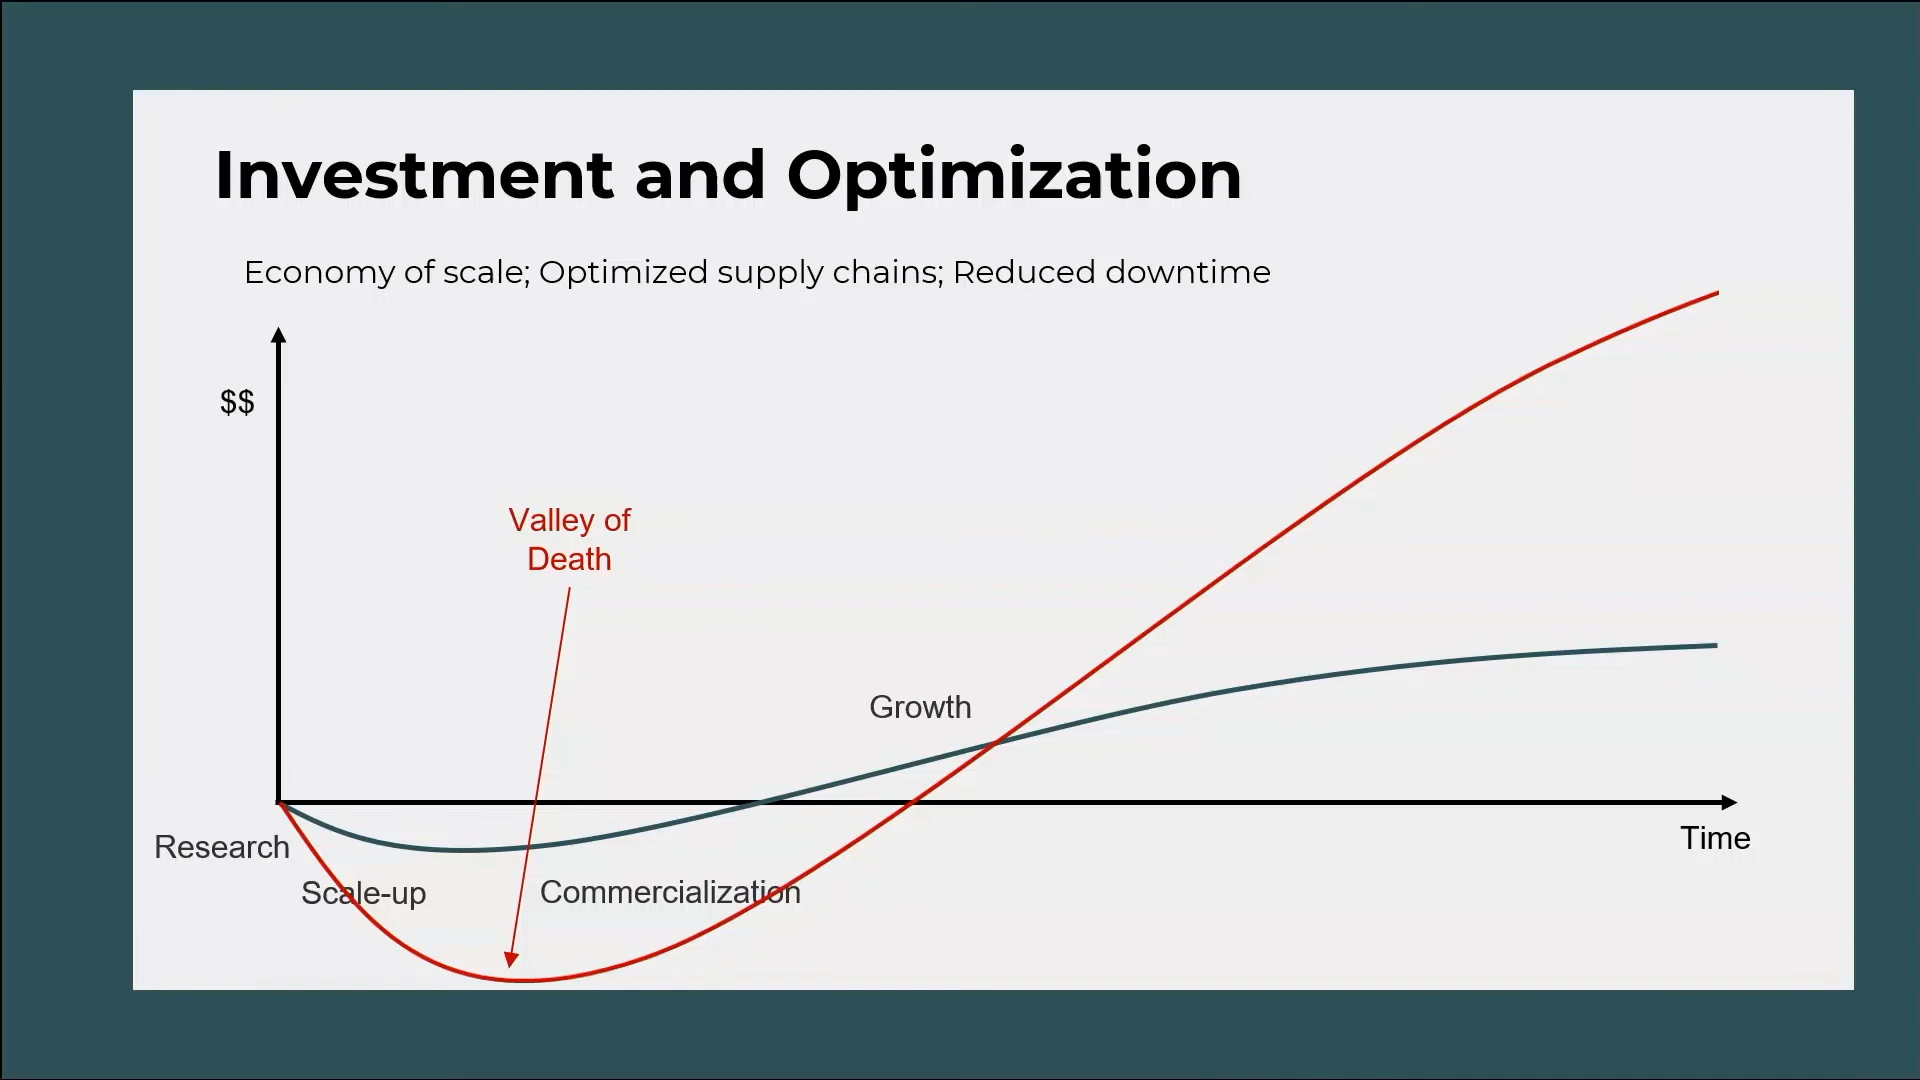 Investment and Optimization
Economy of scale; Optimized supply chains; Reduced downtime
$$
Valley of
Death
Growth
Time
Research
Scale-up
Commercialization